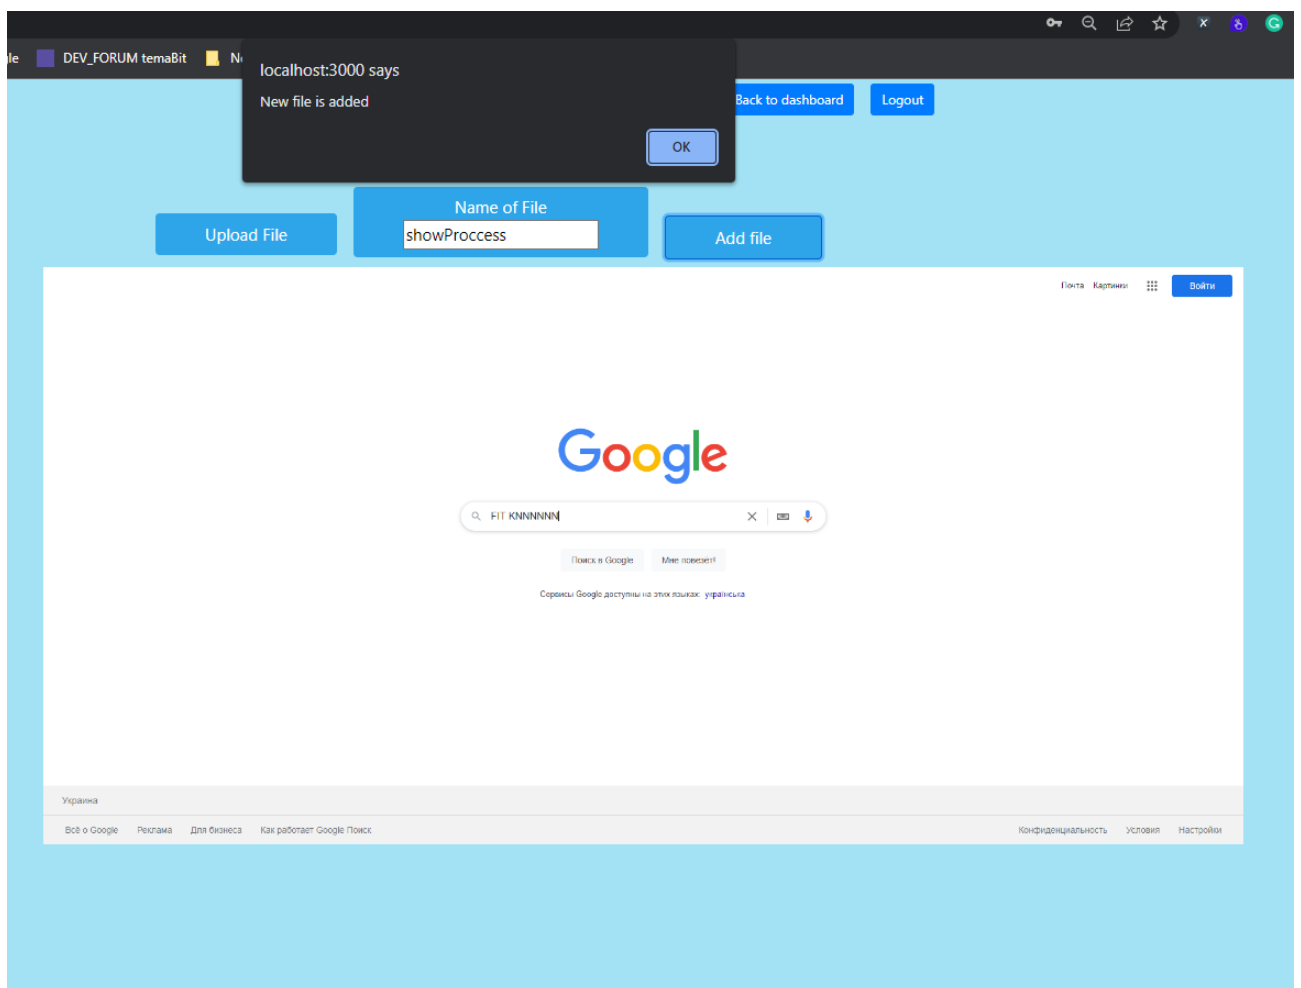 le DEV_FORUM temaBit N
localhost:3000 says
New file is added
OK
Back to dashboard Logout
Upload File
Name of File
showProccess
Add file
Почта Картинки Войти
Google
FIT KNNNNNN
Поиск в Google Мне повезёт!
Сервисы Google доступны на этих языках: українська
Украина
Всё о Google Реклама Для бизнеса Как работает Google Поиск
Конфиденциальность Условия Настройки